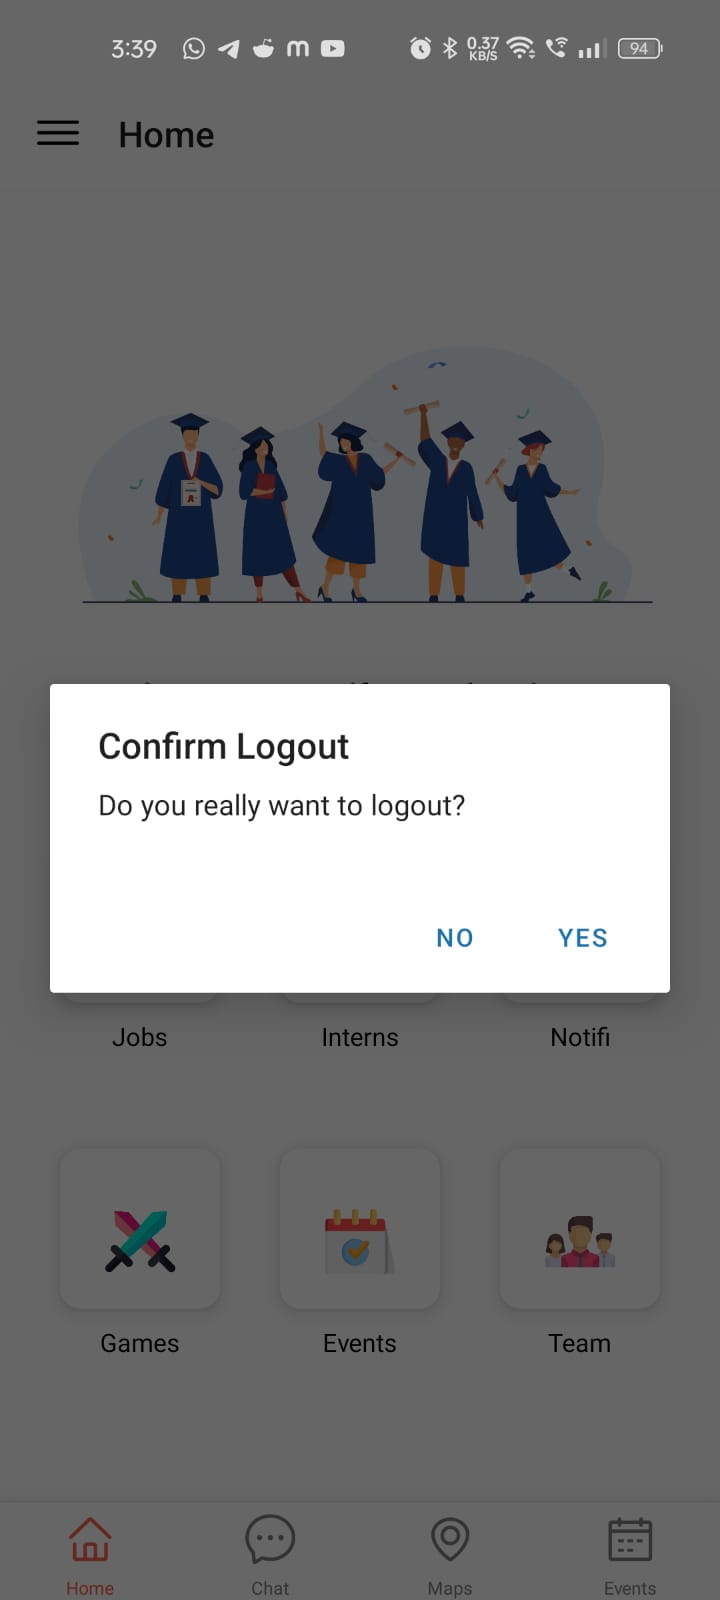 3:39 0.37 KB/S 94
Home
Confirm Logout
Do you really want to logout?
NO YES
Jobs Interns Notifi
Games Events Team
Home Chat Maps Events